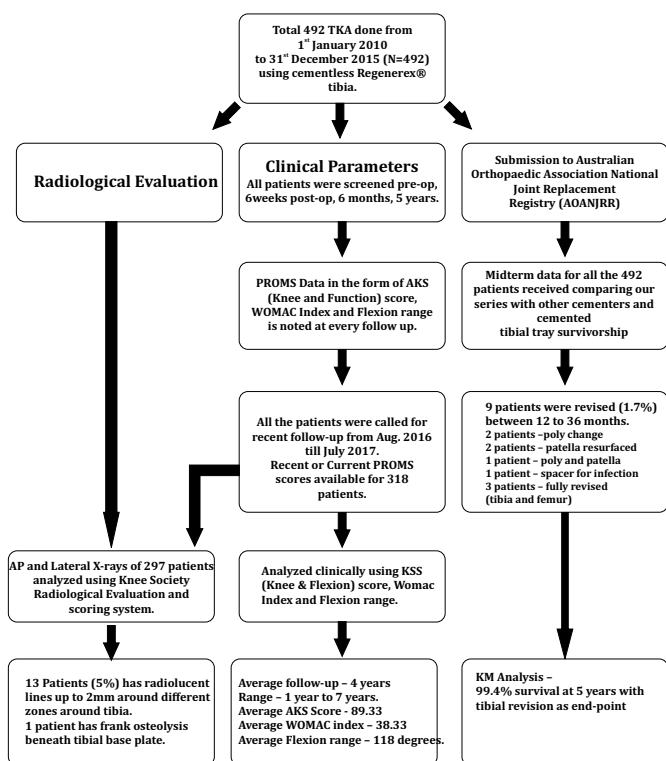 Total 492 TKA done from
1st January 2010
to 31st December 2015 (N=492)
using cementless Regenerex®
tibia.
Radiological Evaluation
Clinical Parameters
All patients were screened pre-op,
6weeks post-op, 6 months, 5 years.
Submission to Australian
Orthopaedic Association National
Joint Replacement
Registry (AOANJRR)
PROMS Data in the form of AKS
(Knee and Function) score,
WOMAC Index and Flexion range
is noted at every follow up.
Midterm data for all the 492
patients received comparing our
series with other cementers and
cemented
tibial tray survivorship
All the patients were called for
recent follow-up from Aug. 2016
till July 2017.
Recent or Current PROMS
scores available for 318
patients.
9 patients were revised (1.7%)
between 12 to 36 months.
2 patients –poly change
2 patients – patella resurfaced
1 patient – poly and patella
1 patient – spacer for infection
3 patients – fully revised
(tibia and femur)
AP and Lateral X-rays of 297 patients
analyzed using Knee Society
Radiological Evaluation and
scoring system.
Analyzed clinically using KSS
(Knee & Flexion) score, Womac
Index and Flexion range.
13 Patients (5%) has radiolucent
lines up to 2mm around different
zones around tibia.
1 patient has frank osteolysis
beneath tibial base plate.
Average follow-up – 4 years
Range – 1 year to 7 years.
Average AKS Score - 89.33
Average WOMAC index – 38.33
Average Flexion range – 118 degrees.
KM Analysis –
99.4% survival at 5 years with
tibial revision as end-point